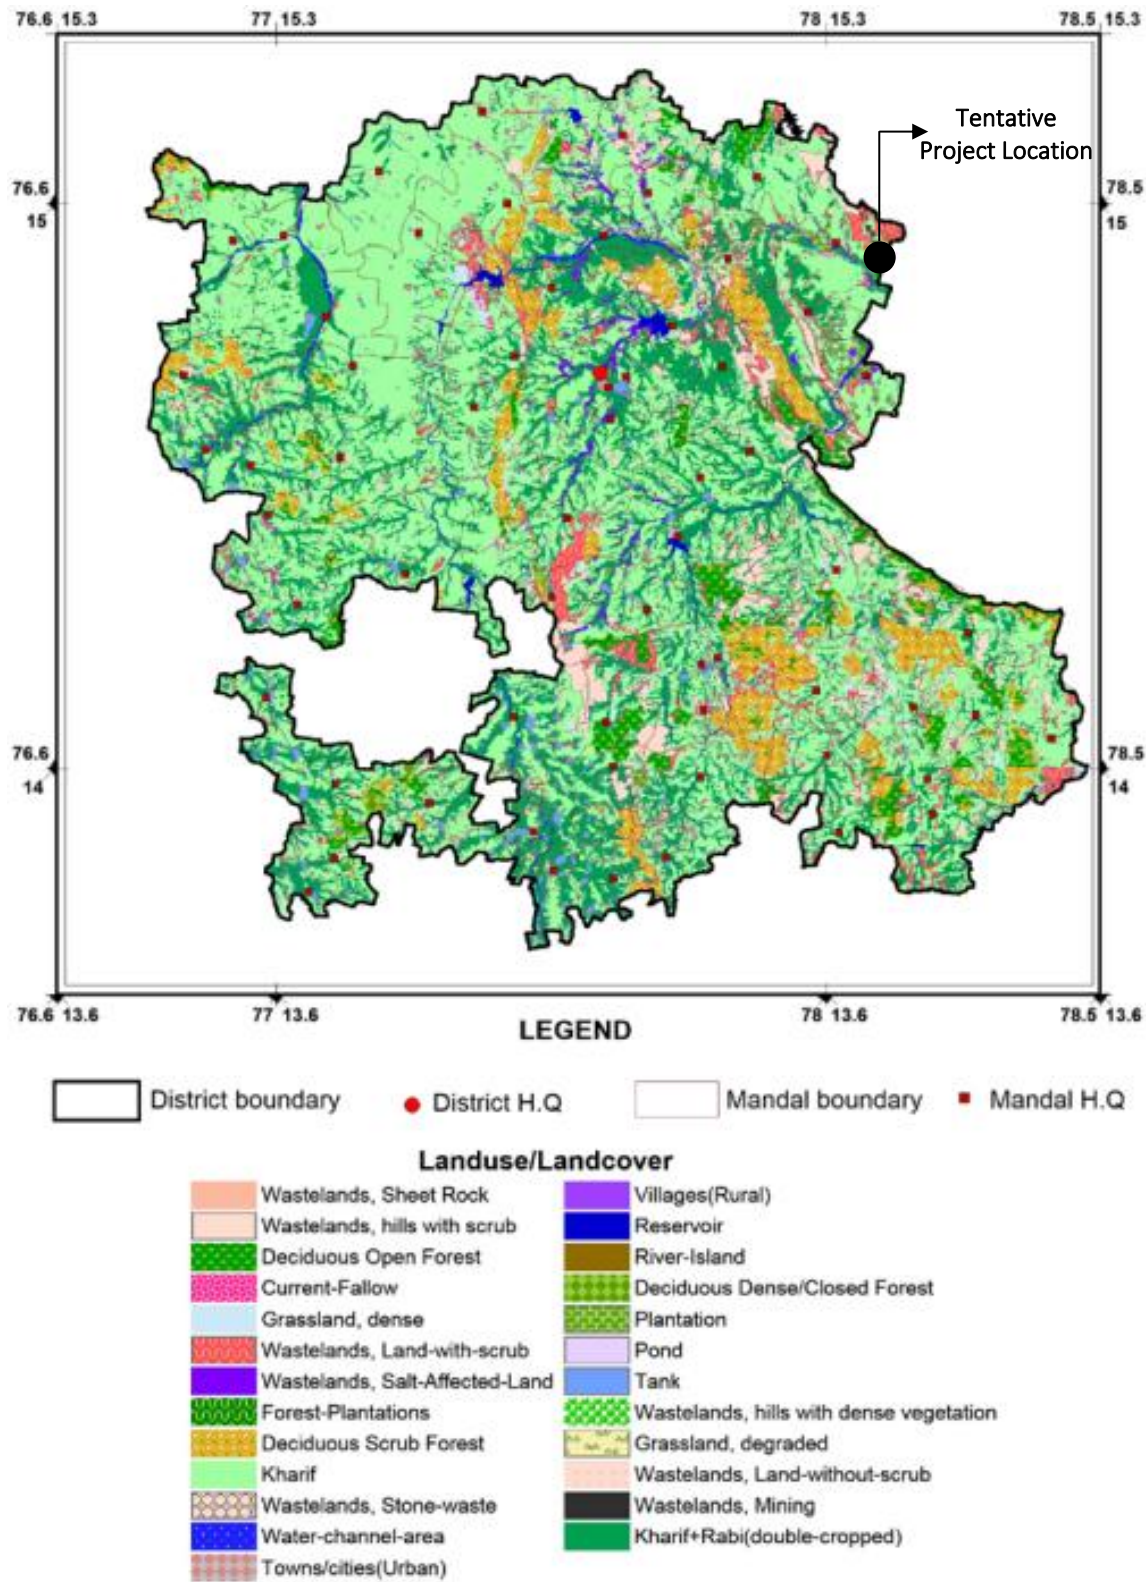 76.6 15.3
77 15.3
78 15.3
78.5 15.3
Tentative
Project Location
76.6
15
78.5
15
76.6
14
78.5
14
76.6 13.6
77 13.6
78 13.6
78.5 13.6
LEGEND
District boundary
District H.Q
Mandal boundary
Mandal H.Q
Landuse/Landcover
Wastelands, Sheet Rock
Wastelands, hills with scrub
Deciduous Open Forest
Current-Fallow
Grassland, dense
Wastelands, Land-with-scrub
Wastelands, Salt-Affected-Land
Forest-Plantations
Deciduous Scrub Forest
Kharif
Wastelands, Stone-waste
Water-channel-area
Towns/cities(Urban)
Villages(Rural)
Reservoir
River-Island
Deciduous Dense/Closed Forest
Plantation
Pond
Tank
Wastelands, hills with dense vegetation
Grassland, degraded
Wastelands, Land-without-scrub
Wastelands, Mining
Kharif+Rabi(double-cropped)